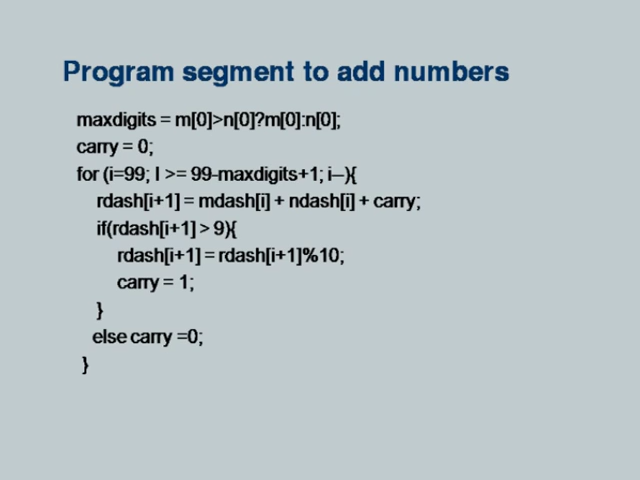 Program segment to add numbers
maxdigits = m[0]>n[0]?m[0]:n[0];
carry = 0;
for (i=99; I >= 99-maxdigits+1; i--){
rdash[i+1] = mdash[i] + ndash[i] + carry;
if(rdash[i+1] > 9){
rdash[i+1] = rdash[i+1]%10;
carry = 1;
}
else carry =0;
}